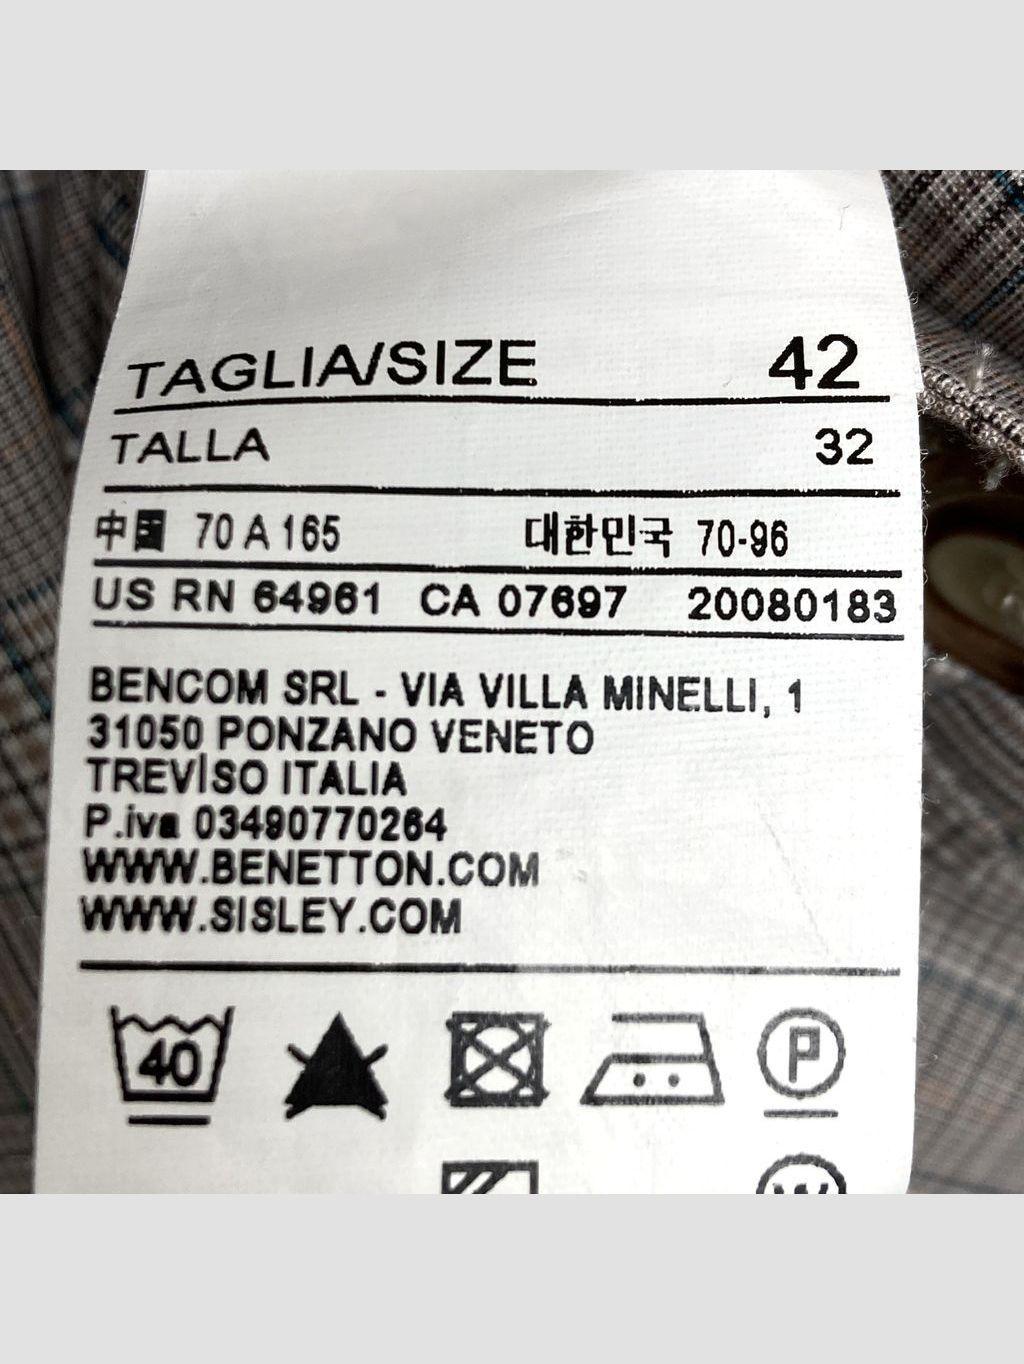 TAGLIA/SIZE 42
TALLA 32
中国 70 A 165 대한민국 70-96
US RN 64961 CA 07697 20080183
BENCOM SRL - VIA VILLA MINELLI, 1
31050 PONZANO VENETO
TREVISO ITALIA
P.iva 03490770264
WWW.BENETTON.COM
WWW.SISLEY.COM
40 P
W